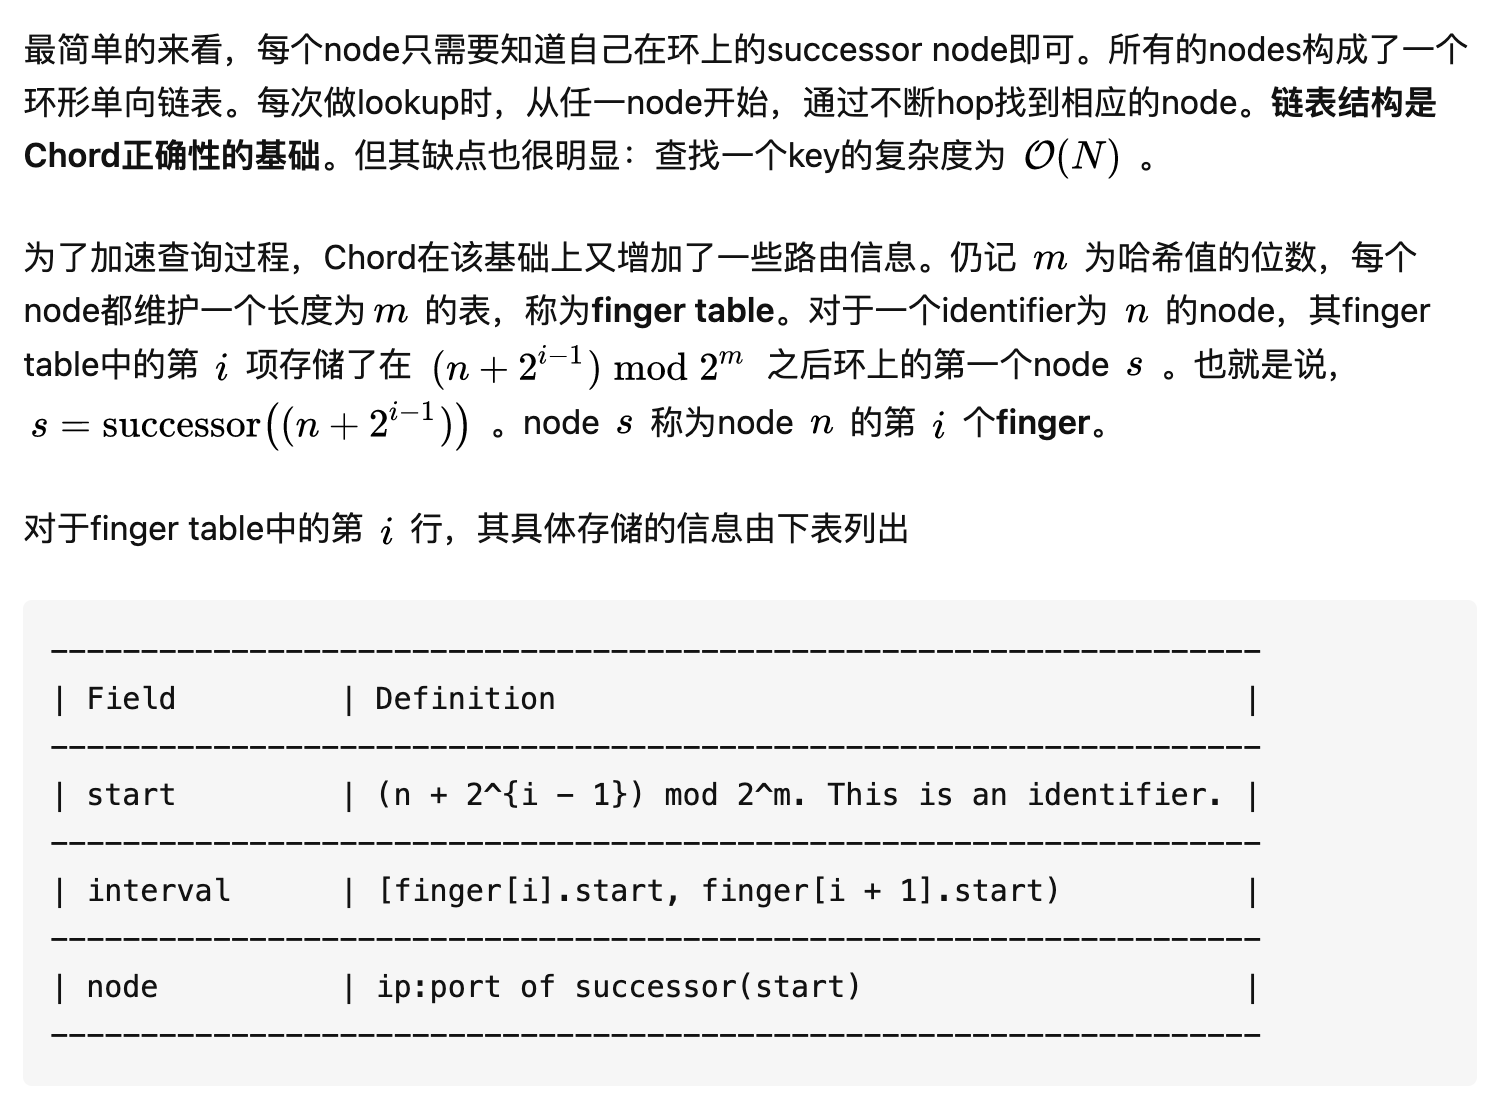 最简单的来看，每个node只需要知道自己在环上的successor node即可。所有的nodes构成了一个
环形单向链表。每次做lookup时，从任一node开始，通过不断hop找到相应的node。链表结构是
Chord正确性的基础。但其缺点也很明显：查找一个key的复杂度为 𝒪(N) 。
为了加速查询过程，Chord在该基础上又增加了一些路由信息。仍记 m 为哈希值的位数，每个
node都维护一个长度为 m 的表，称为finger table。对于一个identifier为 n 的node，其finger
table中的第 i 项存储了在 (n + 2^{i−1}) mod 2^m 之后环上的第一个node s 。也就是说，
s = successor((n + 2^{i−1})) 。node s 称为node n 的第 i 个finger。
对于finger table中的第 i 行，其具体存储的信息由下表列出
-------------------------------------------------------------------
| Field         | Definition                                      |
-------------------------------------------------------------------
| start         | (n + 2^{i - 1}) mod 2^m. This is an identifier. |
-------------------------------------------------------------------
| interval      | [finger[i].start, finger[i + 1].start)          |
-------------------------------------------------------------------
| node          | ip:port of successor(start)                     |
-------------------------------------------------------------------